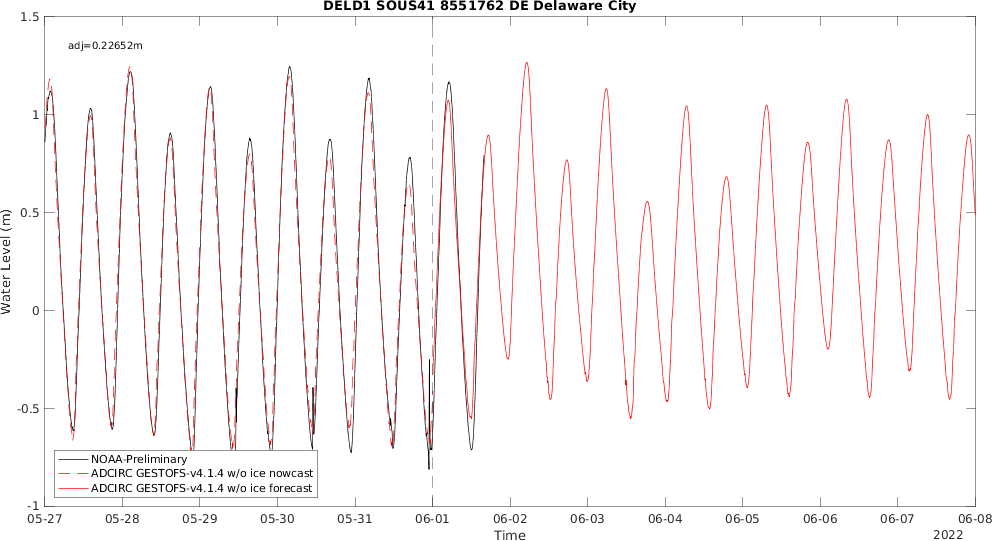 DELD1 SOUS41 8551762 DE Delaware City
adj=0.22652m
Water Level (m)
1.5
1
0.5
0
-0.5
-1
NOAA-Preliminary
ADCIRC GESTOFS-v4.1.4 w/o ice nowcast
ADCIRC GESTOFS-v4.1.4 w/o ice forecast
05-27 05-28 05-29 05-30 05-31 06-01 06-02 06-03 06-04 06-05 06-06 06-07 06-08
Time
2022